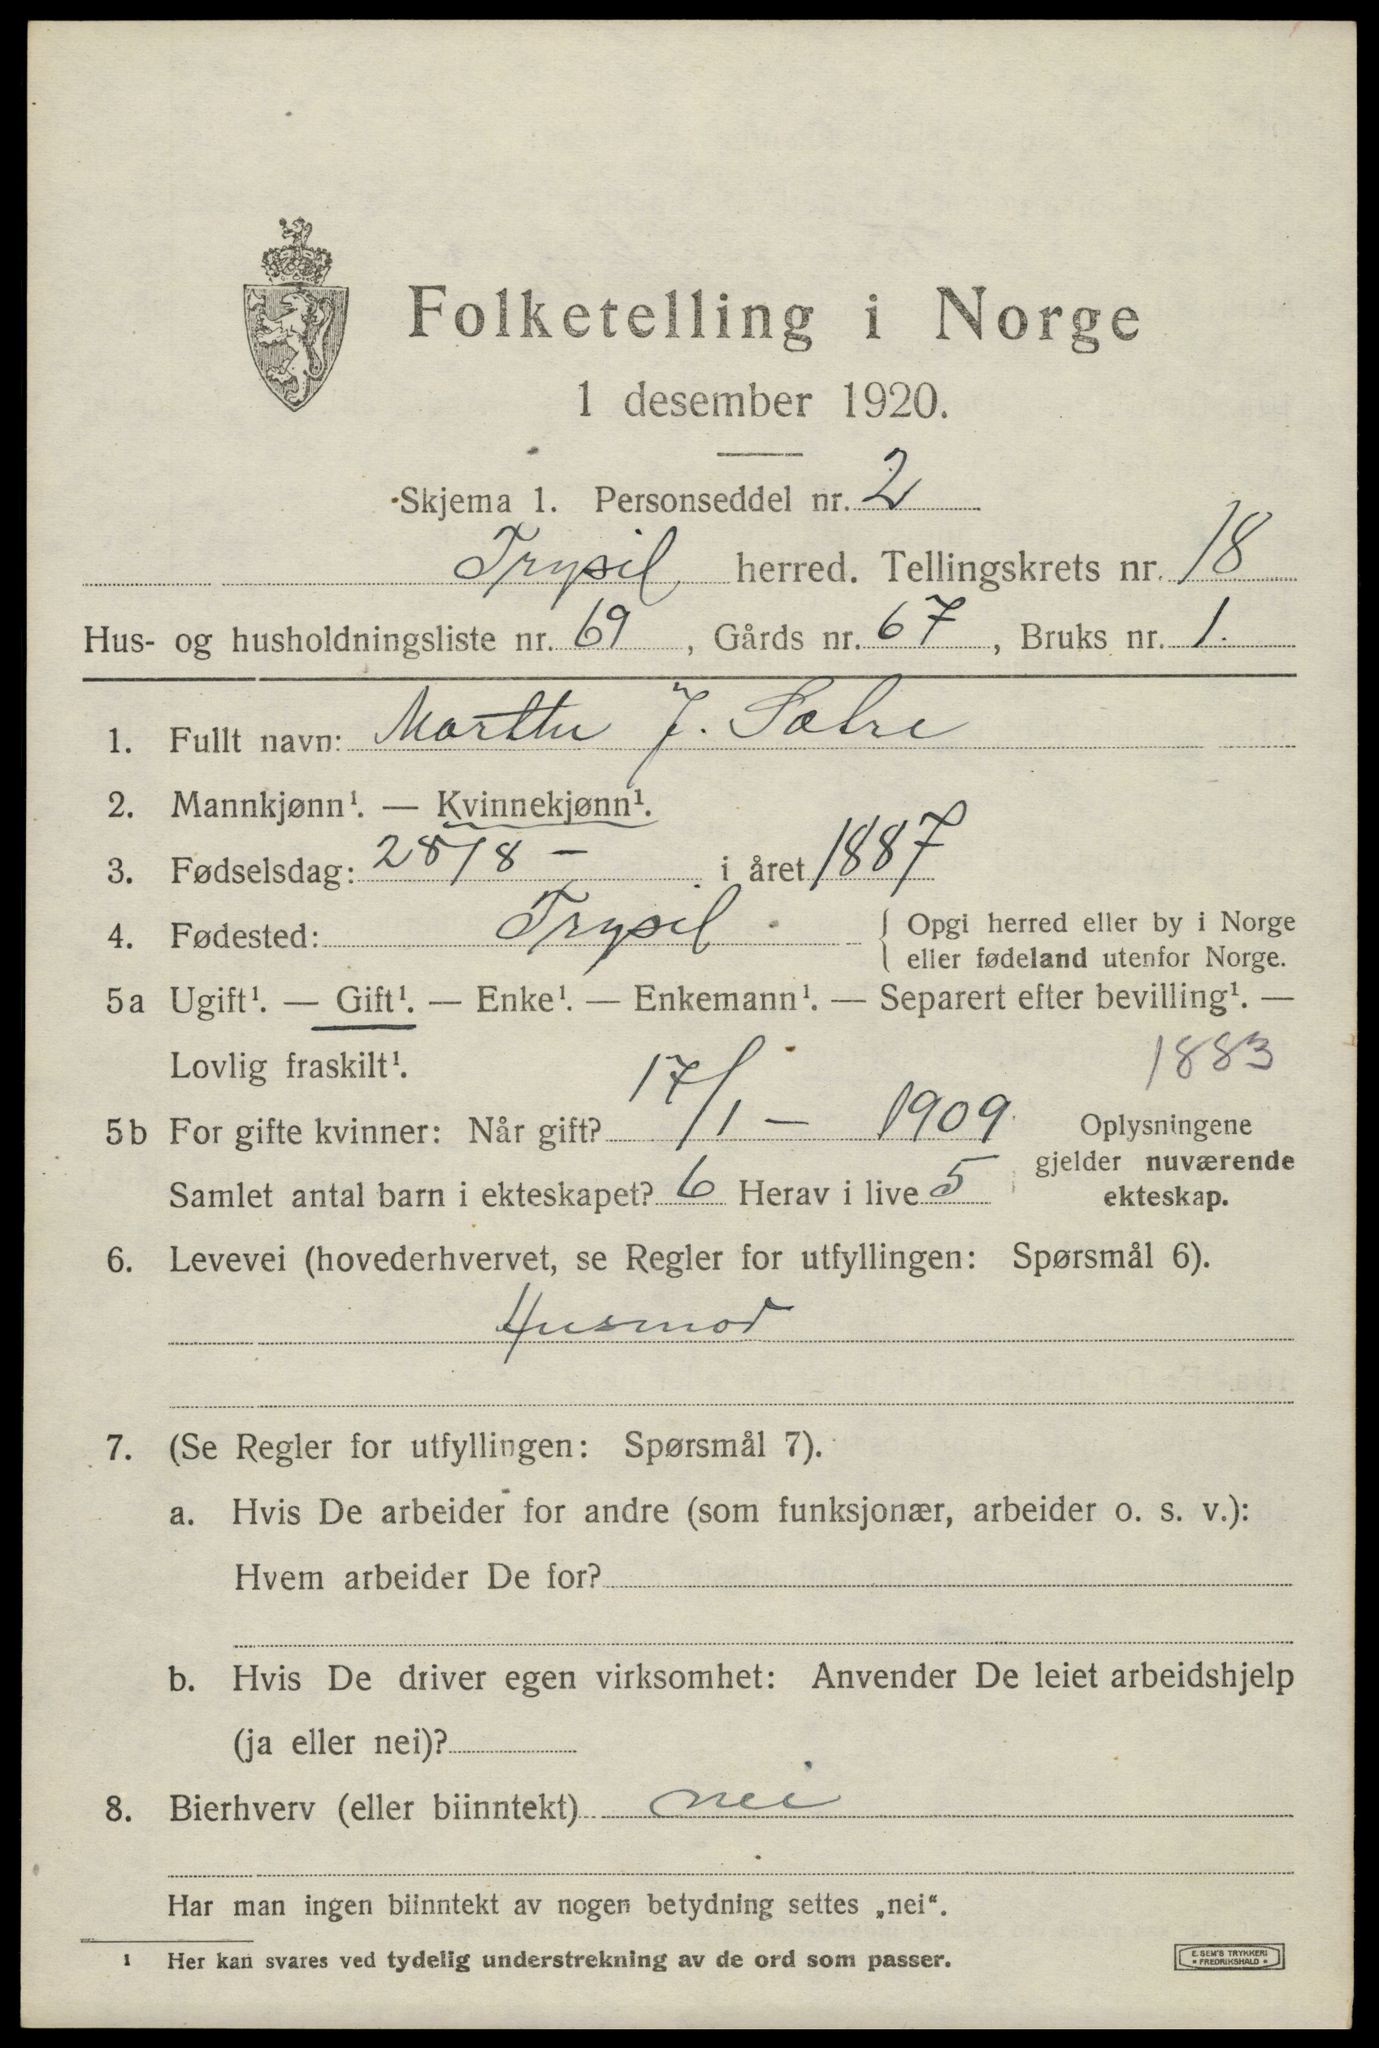 Folketelling i Norge
1 desember 1920.
Skjema 1. Personseddel nr. 2
Trysil herred. Tellingskrets nr. 18
Hus- og husholdningsliste nr. 69, Gårds nr. 67, Bruks nr. 1.
1. Fullt navn: J.
2. Mannkjønn¹. — Kvinnekjønn¹.
3. Fødselsdag: 28/8 – i året 1887
4. Fødested: Trysil { Opgi herred eller by i Norge
eller fødeland utenfor Norge.
5a Ugift¹. — Gift¹. — Enke¹. — Enkemann¹. — Separert efter bevilling¹. —
Lovlig fraskilt¹.
1883
5b For gifte kvinner: Når gift? 17/1 – 1909
Samlet antal barn i ekteskapet? 6 Herav i live 5
Oplysningene
gjelder nuværende
ekteskap.
6. Levevei (hovederhvervet, se Regler for utfyllingen: Spørsmål 6).
Husmod
7. (Se Regler for utfyllingen: Spørsmål 7).
a. Hvis De arbeider for andre (som funksjonær, arbeider o. s. v.):
Hvem arbeider De for?
b. Hvis De driver egen virksomhet: Anvender De leiet arbeidshjelp
(ja eller nei)?
8. Bierhverv (eller biinntekt) nei
Har man ingen biinntekt av nogen betydning settes „nei“.
¹ Her kan svares ved tydelig understrekning av de ord som passer.
E. SEM'S TRYKKERI
• FREDRIKSHALD •